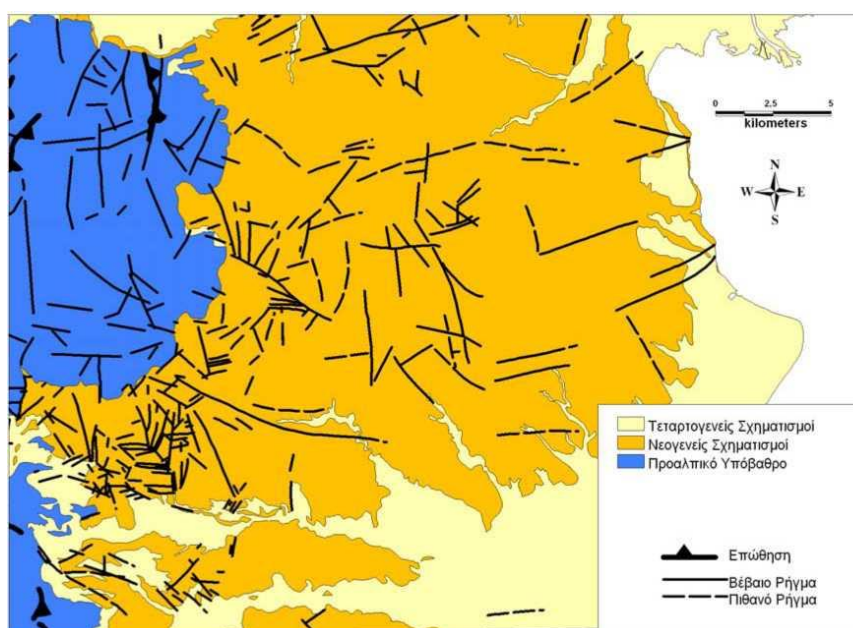 0 2.5 5
kilometers
N
W E
S
Τεταρτογενείς Σχηματισμοί
Νεογενείς Σχηματισμοί
Προαλπικό Υπόβαθρο
Επώθηση
Βέβαιο Ρήγμα
Πιθανό Ρήγμα